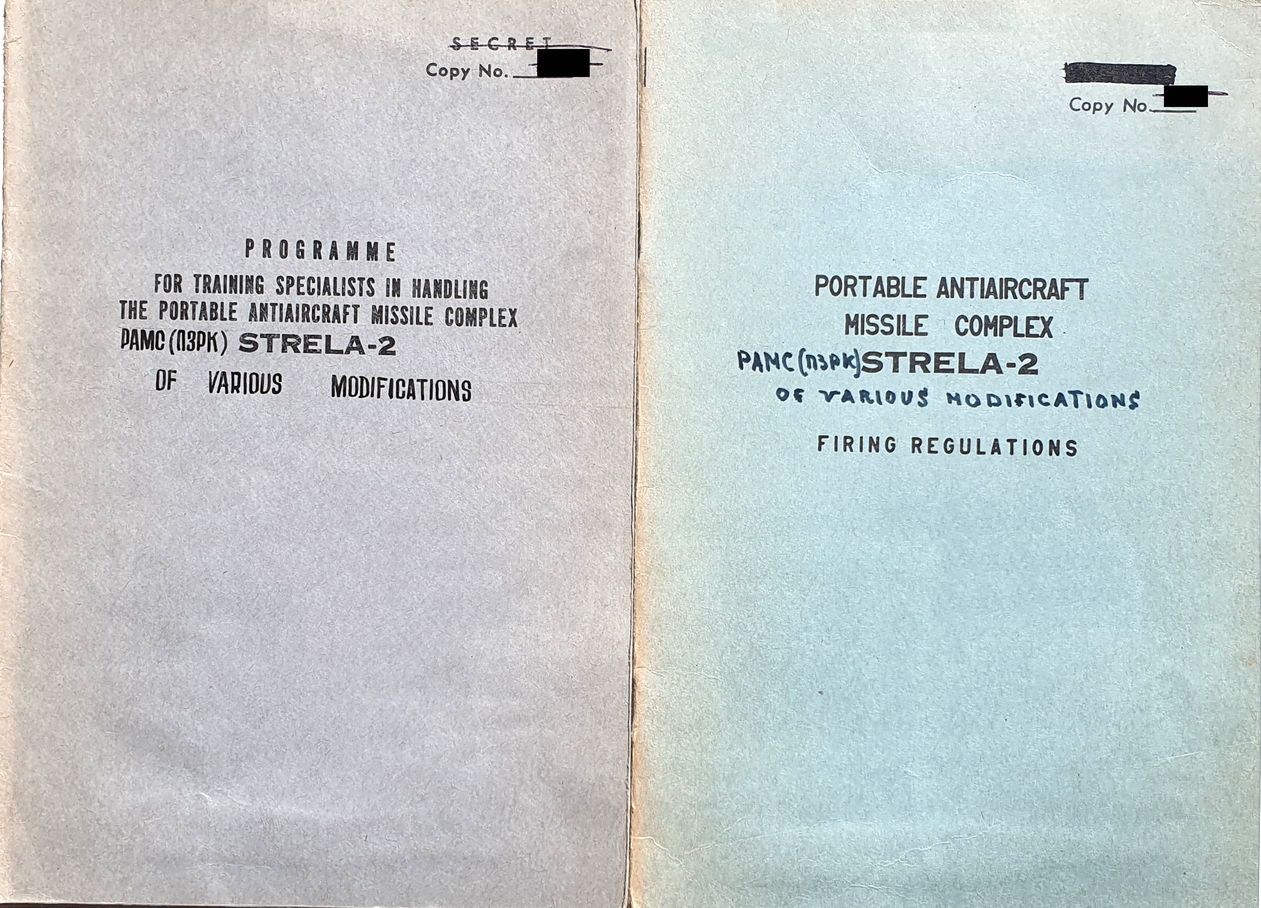 SECRET
Copy No.
PROGRAMME
FOR TRAINING SPECIALISTS IN HANDLING
THE PORTABLE ANTIAIRCRAFT MISSILE COMPLEX
PAMC (ПЗРК) STRELA-2
OF VARIOUS MODIFICATIONS
Copy No.
PORTABLE ANTIAIRCRAFT
MISSILE COMPLEX
PAMC (ПЗРК) STRELA-2
OF VARIOUS MODIFICATIONS
FIRING REGULATIONS